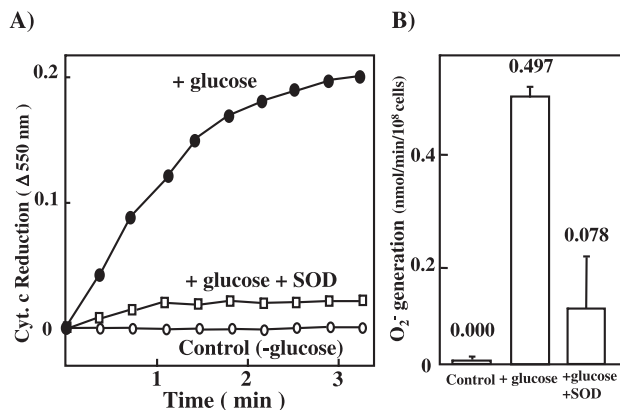 A)
B)
Cyt. c Reduction ( Δ 550 nm )
0.2
0.1
0
+ glucose
+ glucose + SOD
Control (-glucose)
1
2
3
Time ( min )
O2- generation (nmol/min/10^8 cells)
0.4
0.2
0
0.000
0.497
0.078
Control
+ glucose
+glucose
+SOD